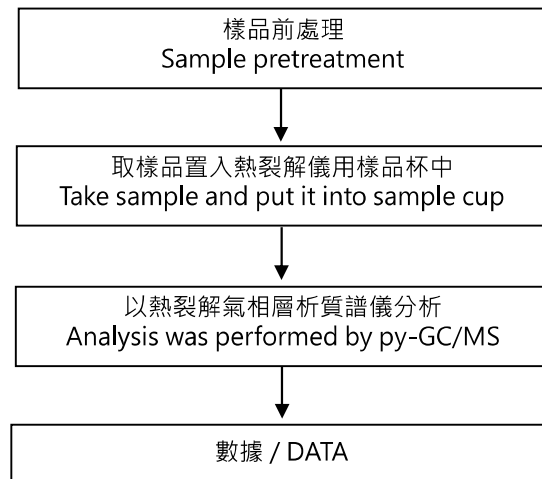 樣品前處理
Sample pretreatment
取樣品置入熱裂解儀用樣品杯中
Take sample and put it into sample cup
以熱裂解氣相層析質譜儀分析
Analysis was performed by py-GC/MS
數據 / DATA